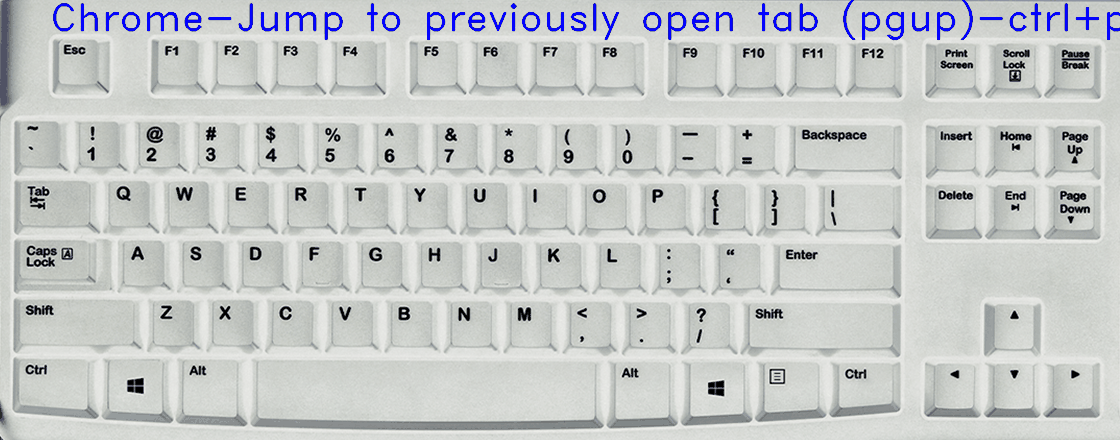 Chrome-Jump to previously open tab (pgup)-ctrl+p
Esc F1 F2 F3 F4 F5 F6 F7 F8 F9 F10 F11 F12 Print Screen Scroll Lock Pause Break
~ ! @ # $ % ^ & * ( ) — +
` 1 2 3 4 5 6 7 8 9 0 - = Backspace Insert Home Page Up
Tab Q W E R T Y U I O P { } | Delete End Page Down
[ ] \
Caps Lock A A S D F G H J K L : “ Enter
; ‘
Shift Z X C V B N M < > ? Shift
, . /
Ctrl Alt Alt Ctrl